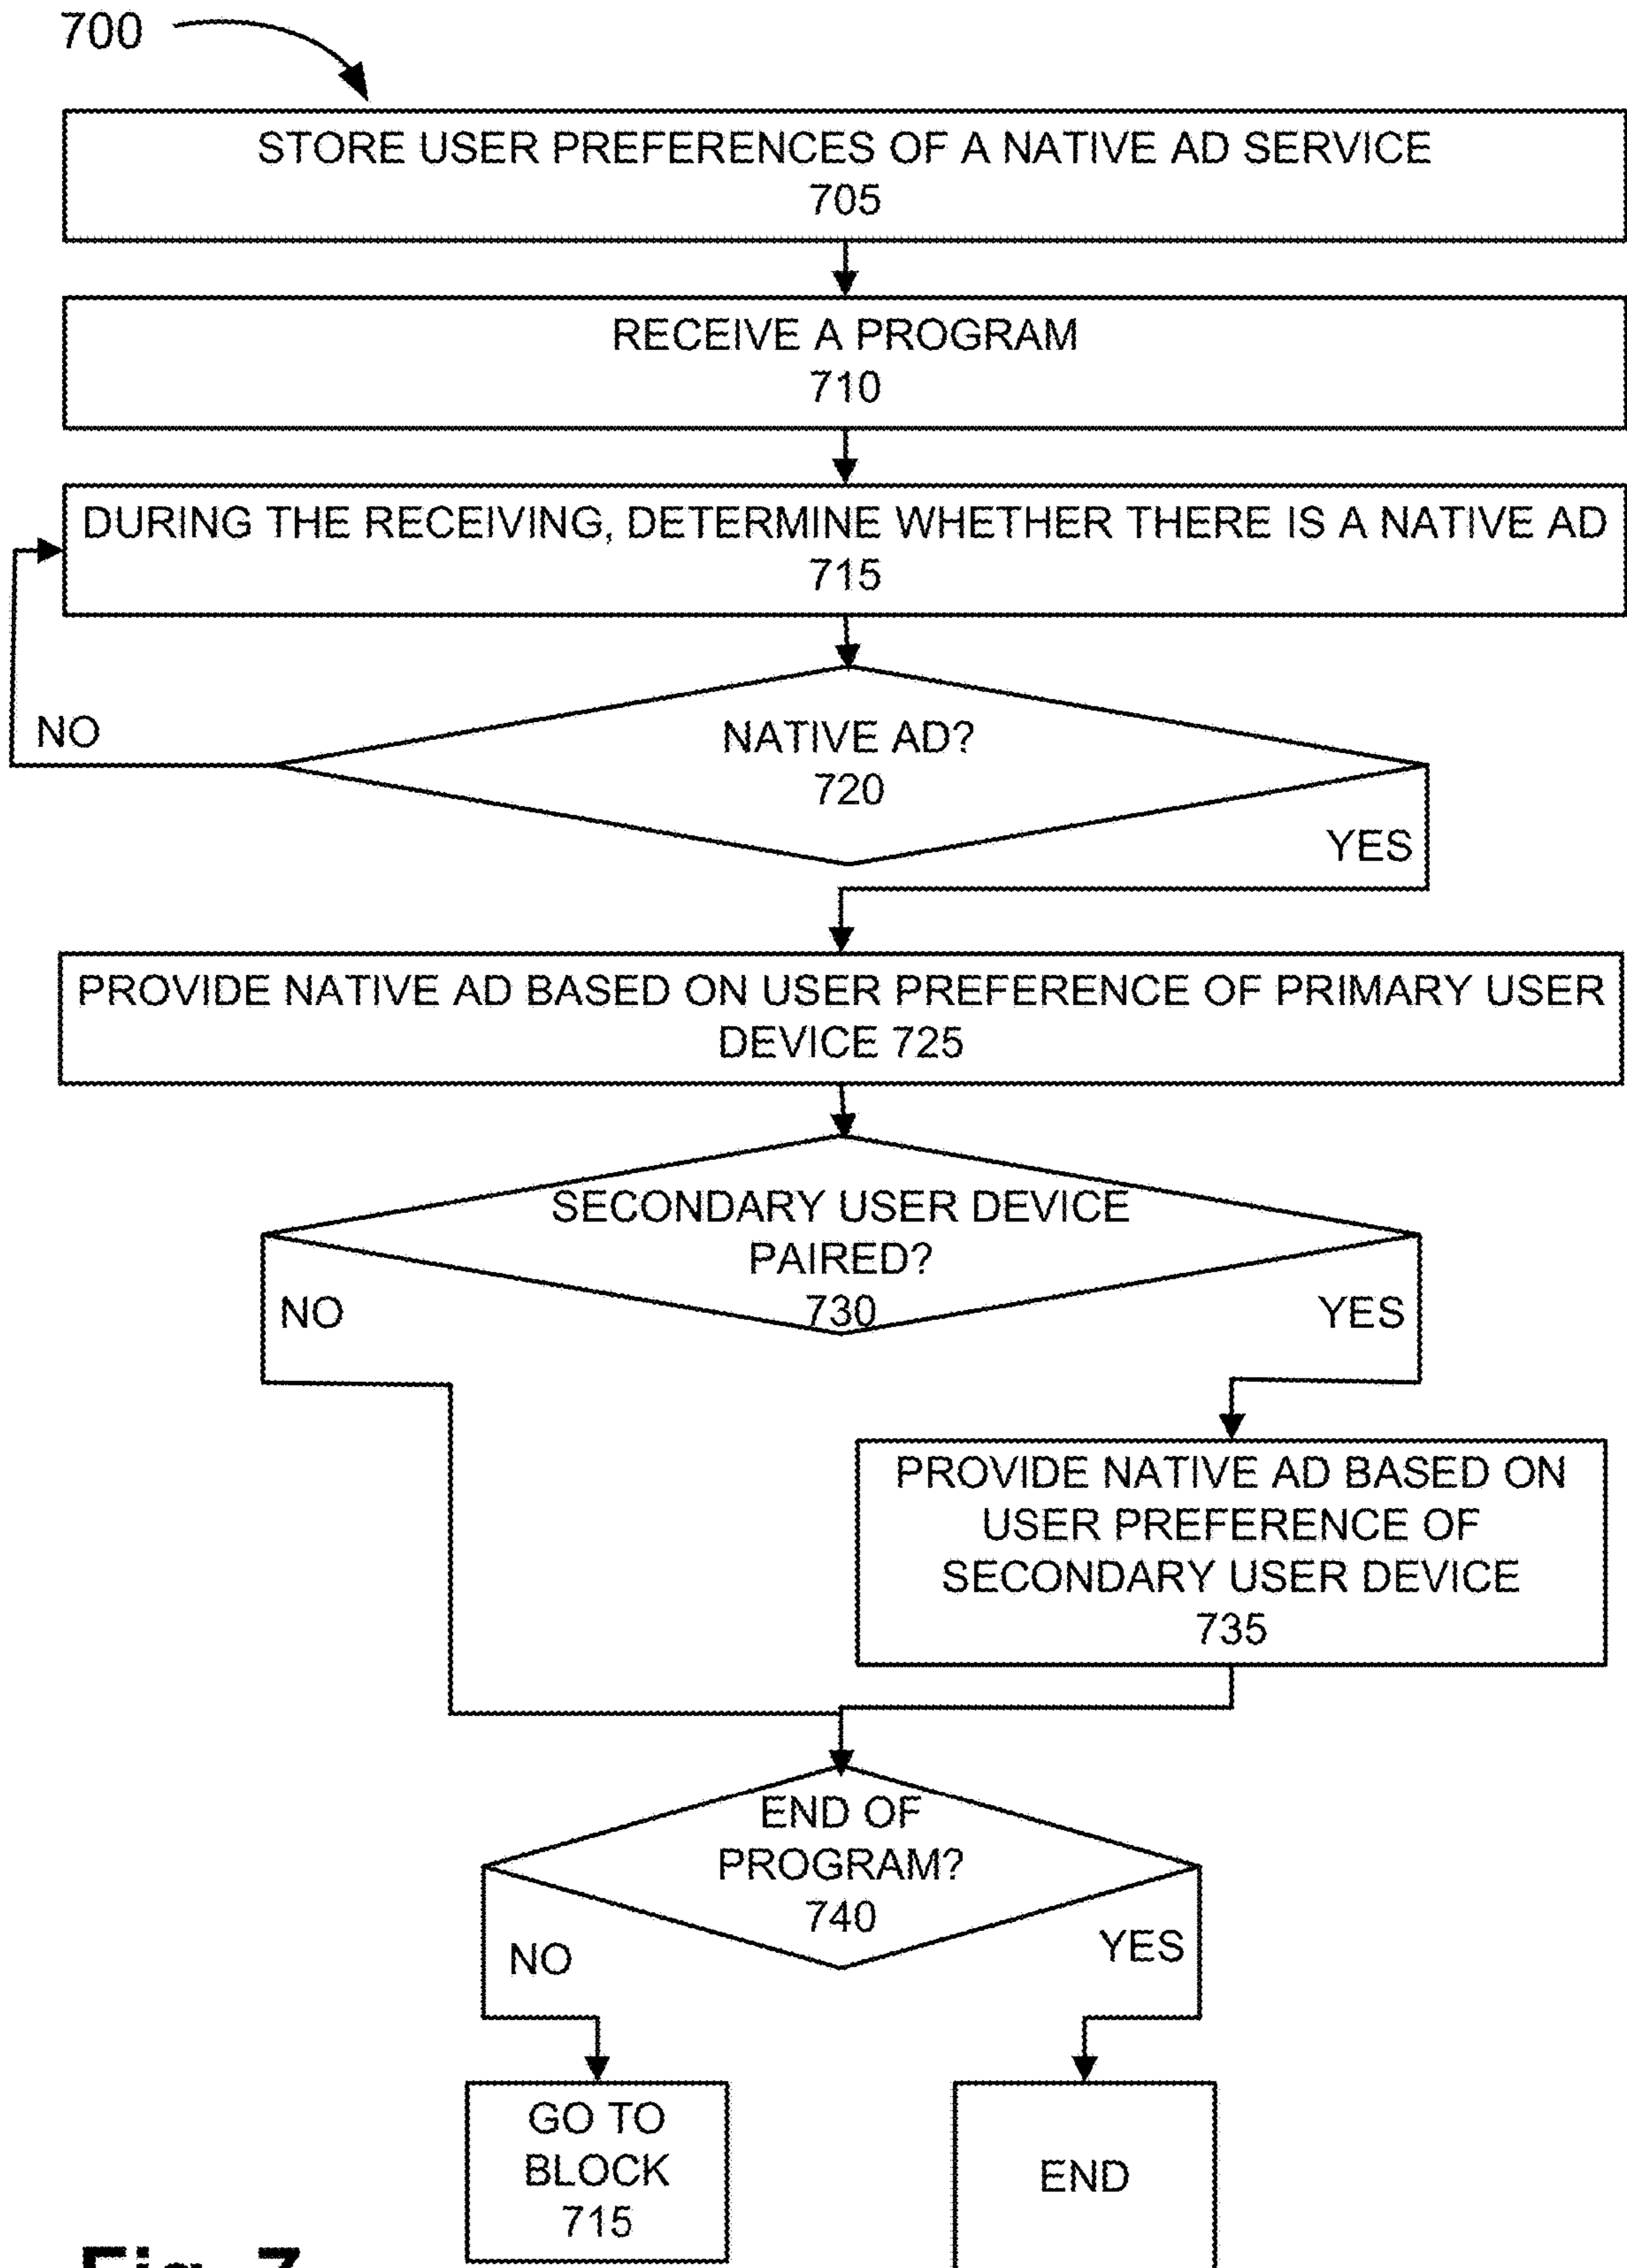 700
STORE USER PREFERENCES OF A NATIVE AD SERVICE
705
RECEIVE A PROGRAM
710
DURING THE RECEIVING, DETERMINE WHETHER THERE IS A NATIVE AD
715
NO
NATIVE AD?
720
YES
PROVIDE NATIVE AD BASED ON USER PREFERENCE OF PRIMARY USER
DEVICE 725
SECONDARY USER DEVICE
PAIRED?
730
NO
YES
PROVIDE NATIVE AD BASED ON
USER PREFERENCE OF
SECONDARY USER DEVICE
735
END OF
PROGRAM?
740
NO
YES
GO TO
BLOCK
715
END
Fig. 7